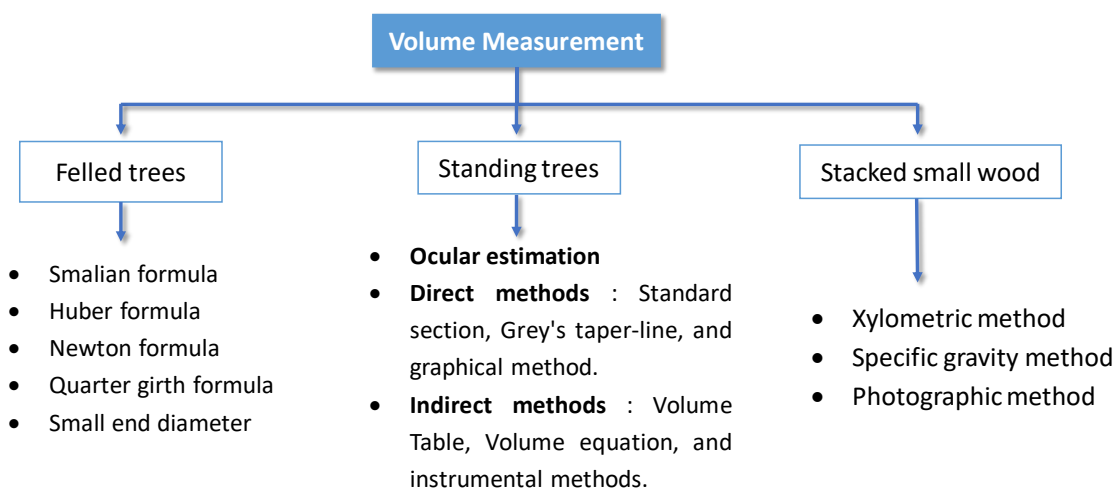 Volume Measurement
Felled trees
Standing trees
Stacked small wood
• Smalian formula
• Huber formula
• Newton formula
• Quarter girth formula
• Small end diameter
• Ocular estimation
• Direct methods : Standard
section, Grey's taper-line, and
graphical method.
• Indirect methods : Volume
Table, Volume equation, and
instrumental methods.
• Xylometric method
• Specific gravity method
• Photographic method